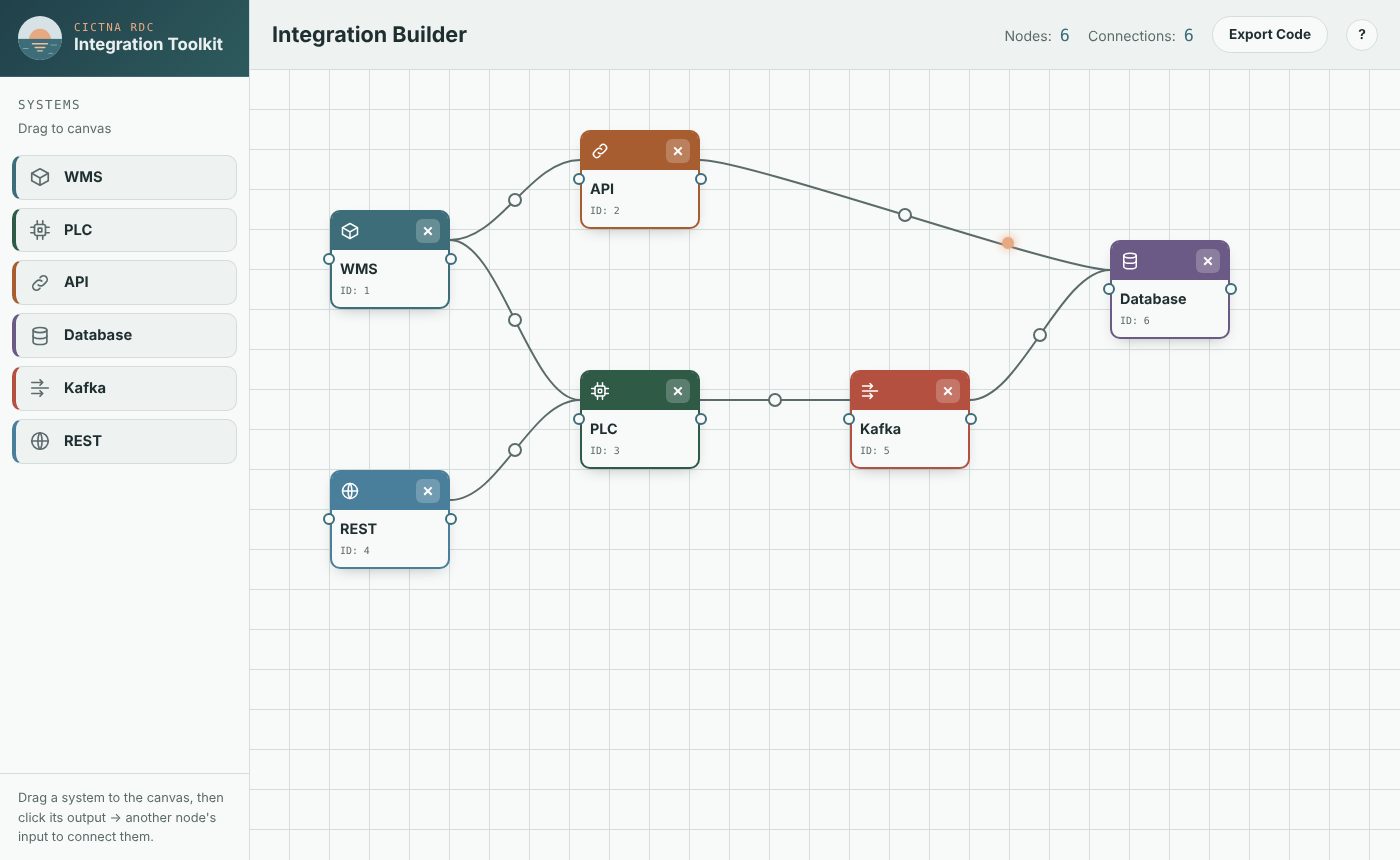 CICTNA RDC
Integration Toolkit
SYSTEMS
Drag to canvas
WMS
PLC
API
Database
Kafka
REST
Drag a system to the canvas, then
click its output → another node's
input to connect them.
Integration Builder
Nodes: 6
Connections: 6
Export Code
?
API
ID: 2
WMS
ID: 1
Database
ID: 6
PLC
ID: 3
Kafka
ID: 5
REST
ID: 4